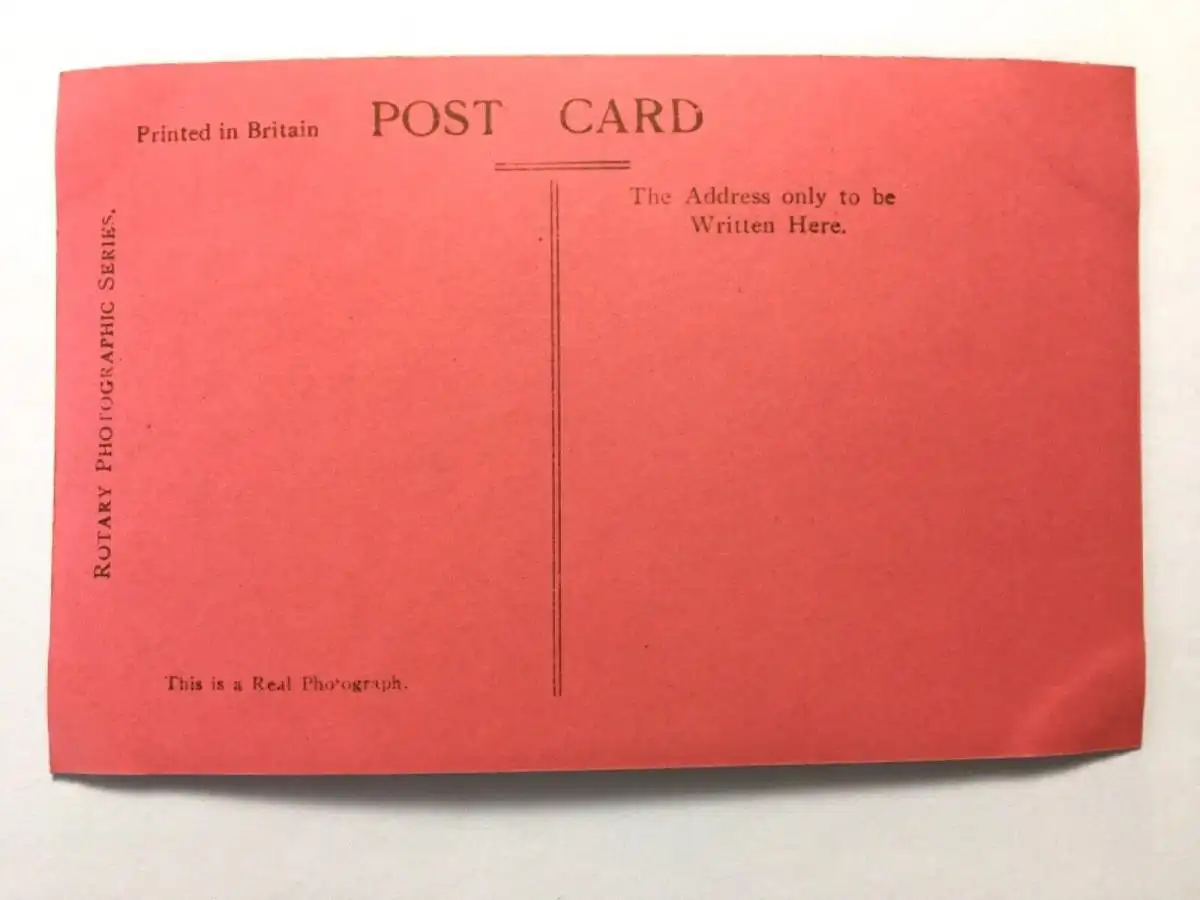 Printed in Britain
POST CARD
The Address only to be
Written Here.
ROTARY PHOTOGRAPHIC SERIES.
This is a Real Photograph.